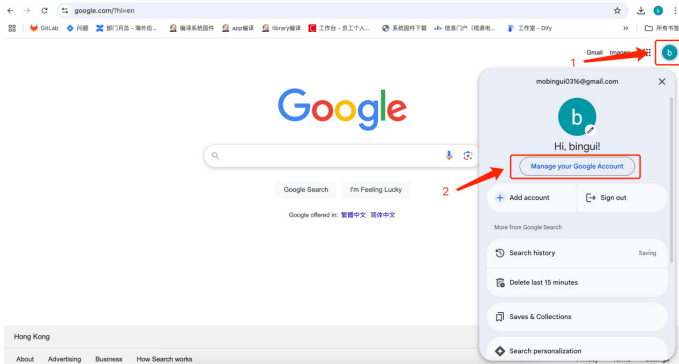 google.com/?hl=en
GitLab 问题 部门月总 - 海外应... 编译系统固件 app编译 library编译 工作台 - 员工个人... 系统固件下载 信息门户（视源电... 工作室 - Dify » 所有书签
Gmail Images
b
1
mobingui0316@gmail.com
b
Hi, bingui!
Manage your Google Account
2
Add account
Sign out
More from Google Search
Search history
Saving
Delete last 15 minutes
Saves & Collections
Search personalization
Google
Google Search
I'm Feeling Lucky
Google offered in: 繁體中文 简体中文
Hong Kong
About Advertising Business How Search works